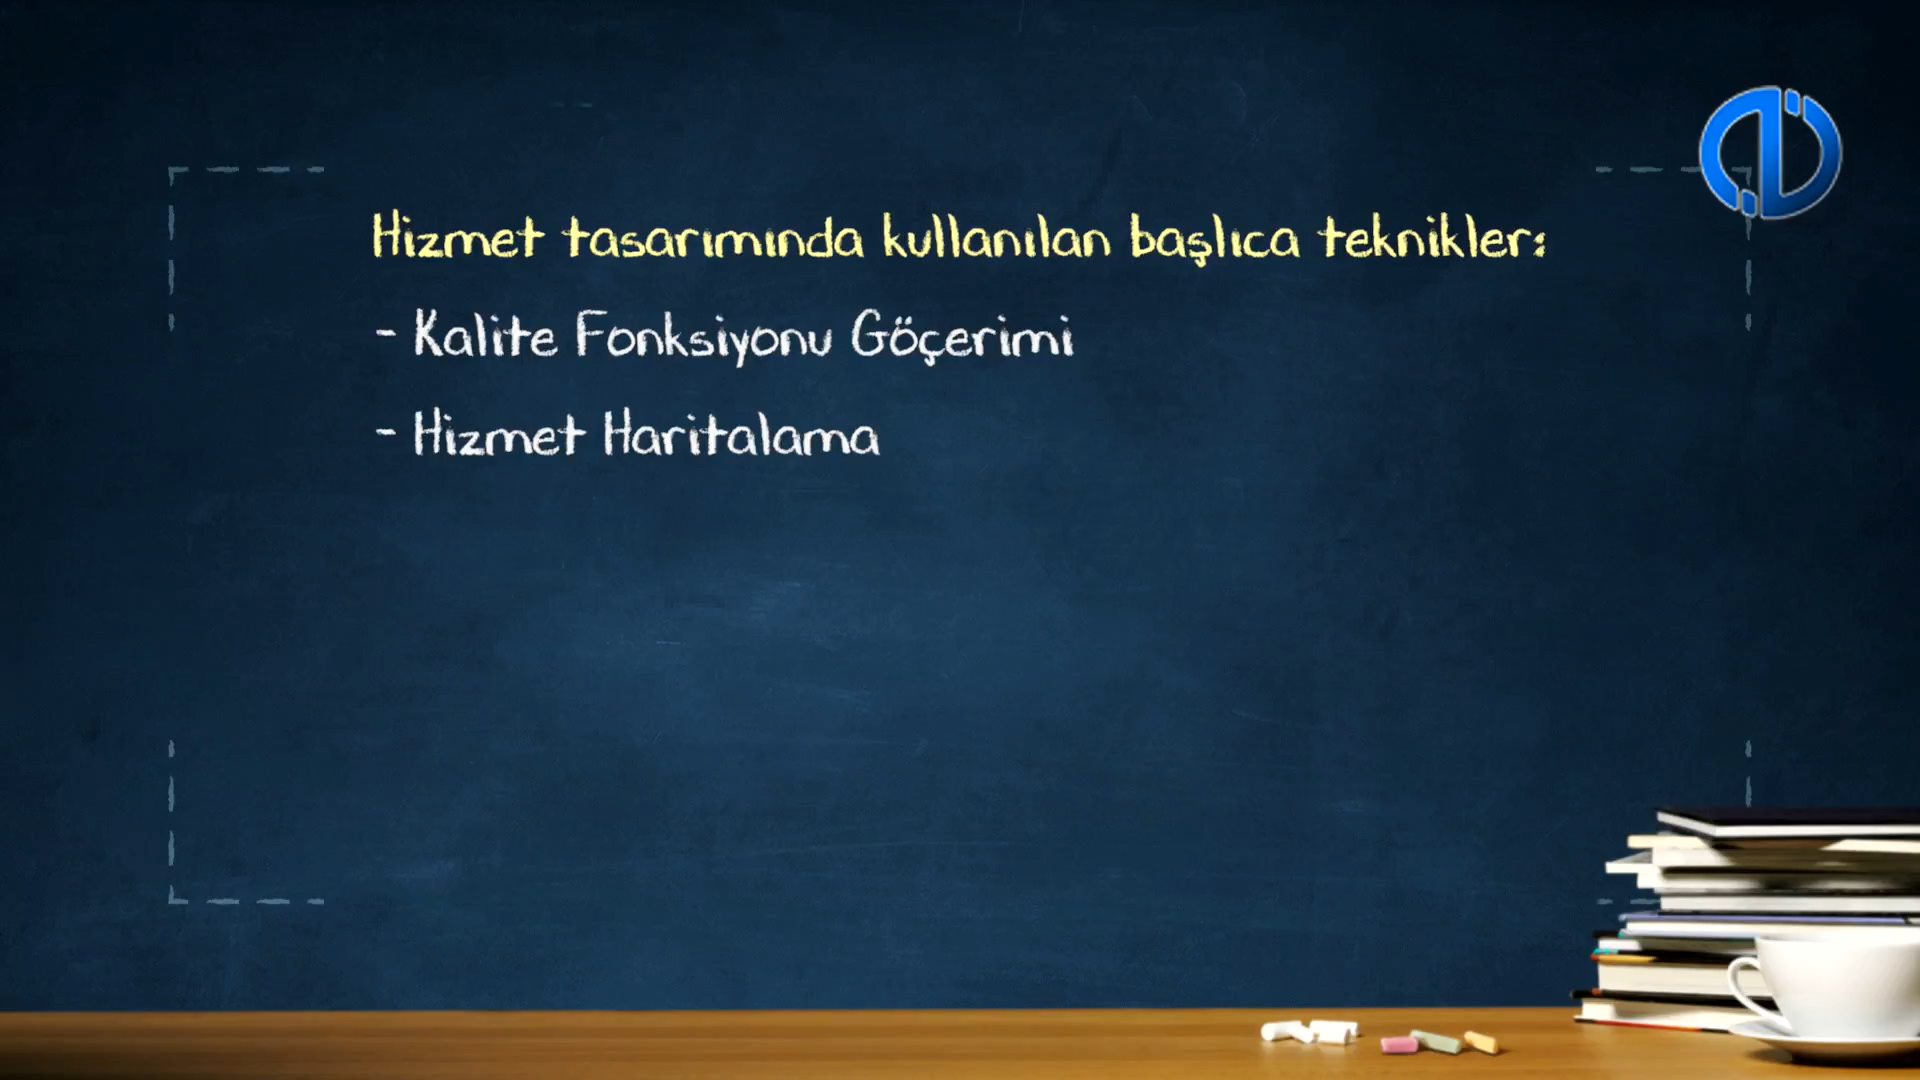 Hizmet tasarımında kullanılan başlıca teknikler:
- Kalite Fonksiyonu Göçerimi
- Hizmet Haritalama